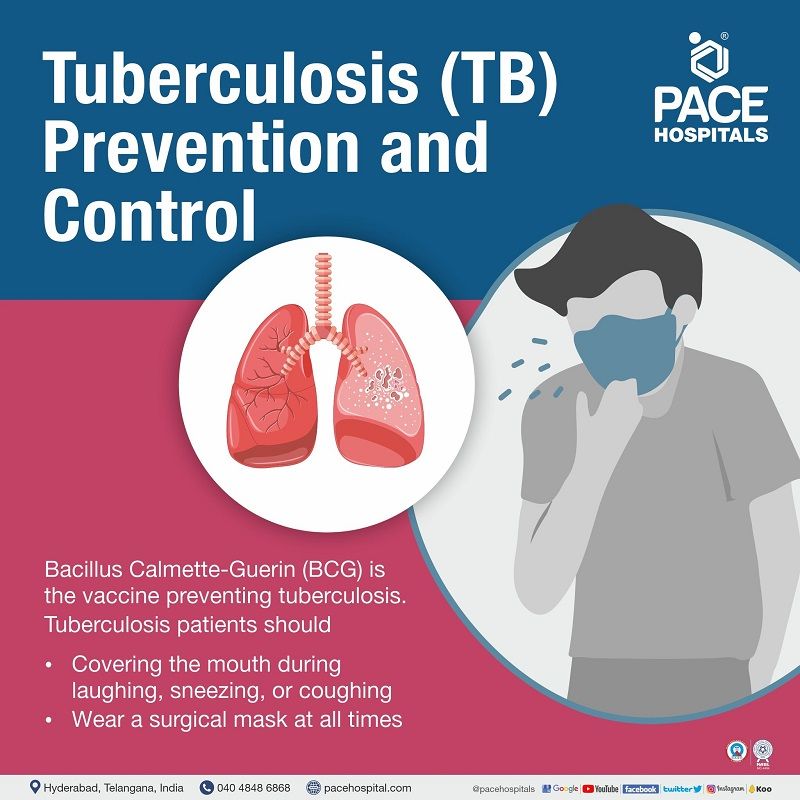 Tuberculosis (TB)
Prevention and
Control
®
PACE
HOSPITALS
Bacillus Calmette-Guerin (BCG) is
the vaccine preventing tuberculosis.
Tuberculosis patients should
• Covering the mouth during
laughing, sneezing, or coughing
• Wear a surgical mask at all times
Hyderabad, Telangana, India 040 4848 6868 pacehospital.com @pacehospitals Google YouTube facebook twitter Instagram Koo